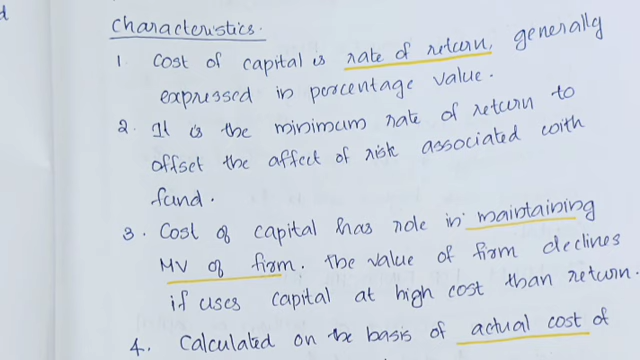 d
Characteristics.
1. Cost of capital is rate of return, generally
expressed in percentage value.
2. It is the minimum rate of return to
offset the affect of risk associated with
fund.
3. Cost of capital has role in maintaining
MV of firm. The value of firm declines
if uses capital at high cost than return.
4. Calculated on the basis of actual cost of